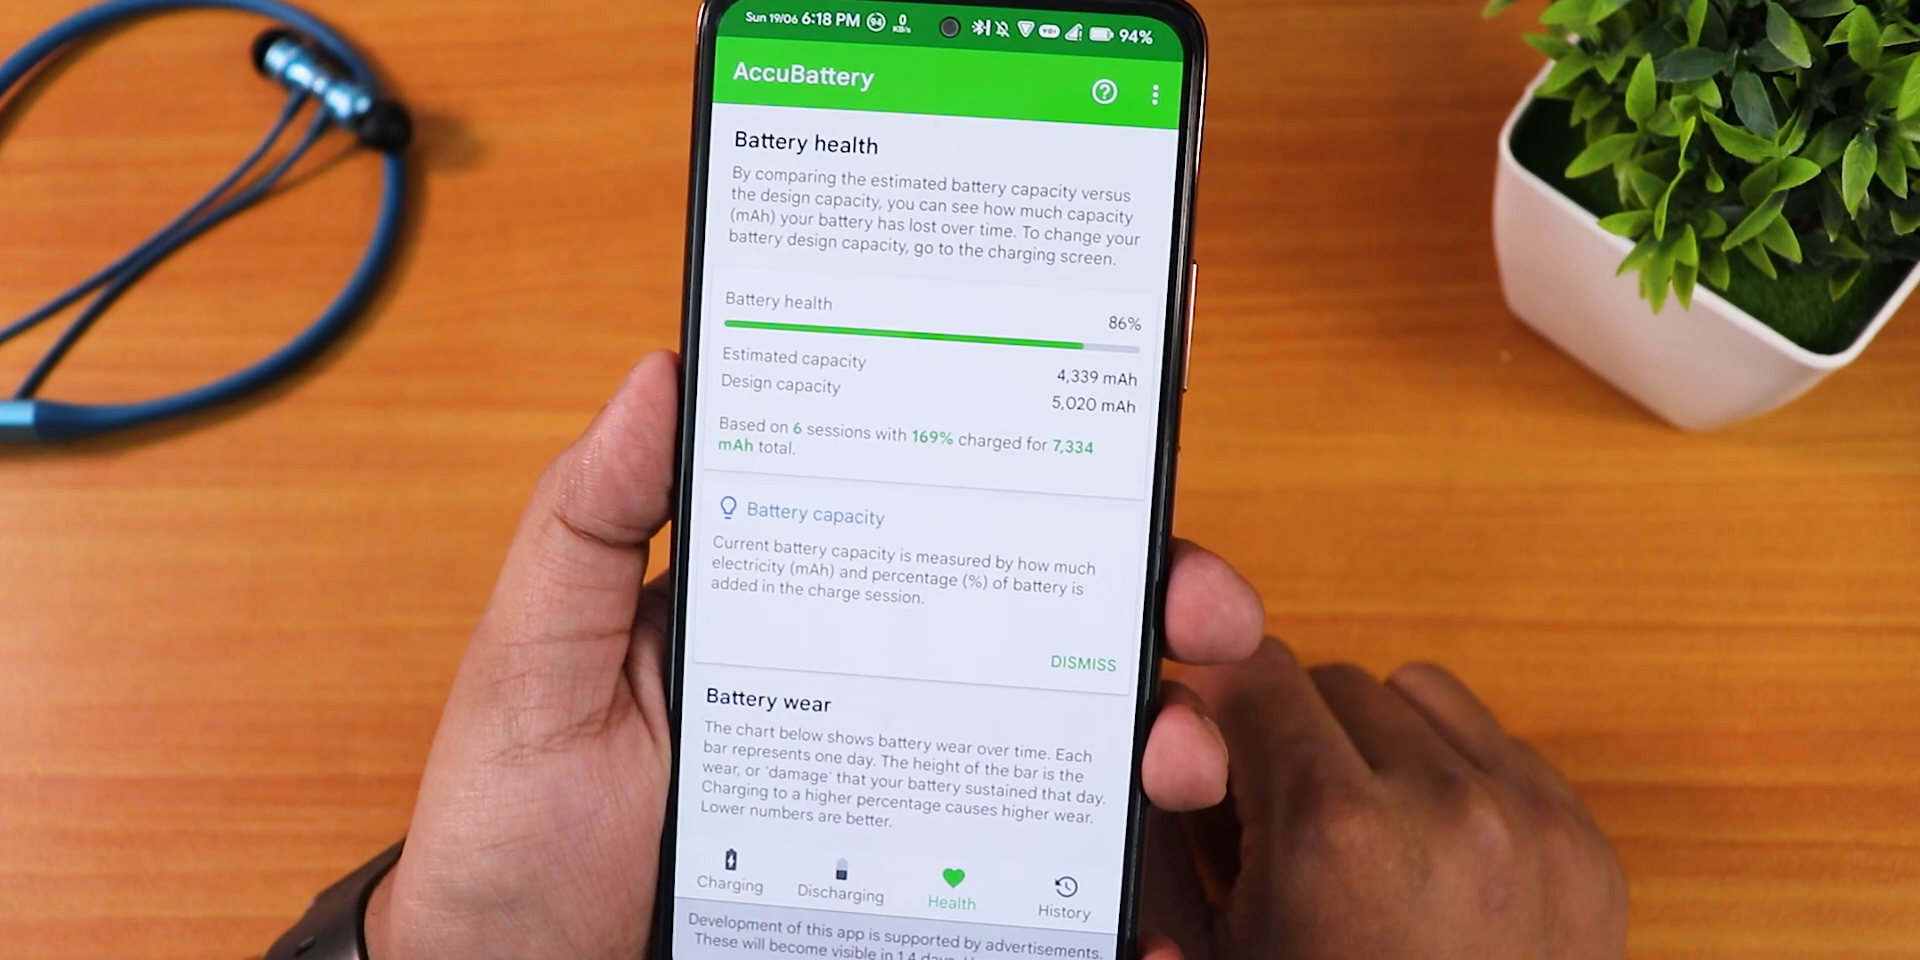 Sun 19/06 6:18 PM 94 0 KB/s 94%
AccuBattery
Battery health
By comparing the estimated battery capacity versus
the design capacity, you can see how much capacity
(mAh) your battery has lost over time. To change your
battery design capacity, go to the charging screen.
Battery health 86%
Estimated capacity 4,339 mAh
Design capacity 5,020 mAh
Based on 6 sessions with 169% charged for 7,334
mAh total.
Battery capacity
Current battery capacity is measured by how much
electricity (mAh) and percentage (%) of battery is
added in the charge session.
DISMISS
Battery wear
The chart below shows battery wear over time. Each
bar represents one day. The height of the bar is the
wear, or 'damage' that your battery sustained that day.
Charging to a higher percentage causes higher wear.
Lower numbers are better.
Charging Discharging Health History
Development of this app is supported by advertisements.
These will become visible in 14 days.